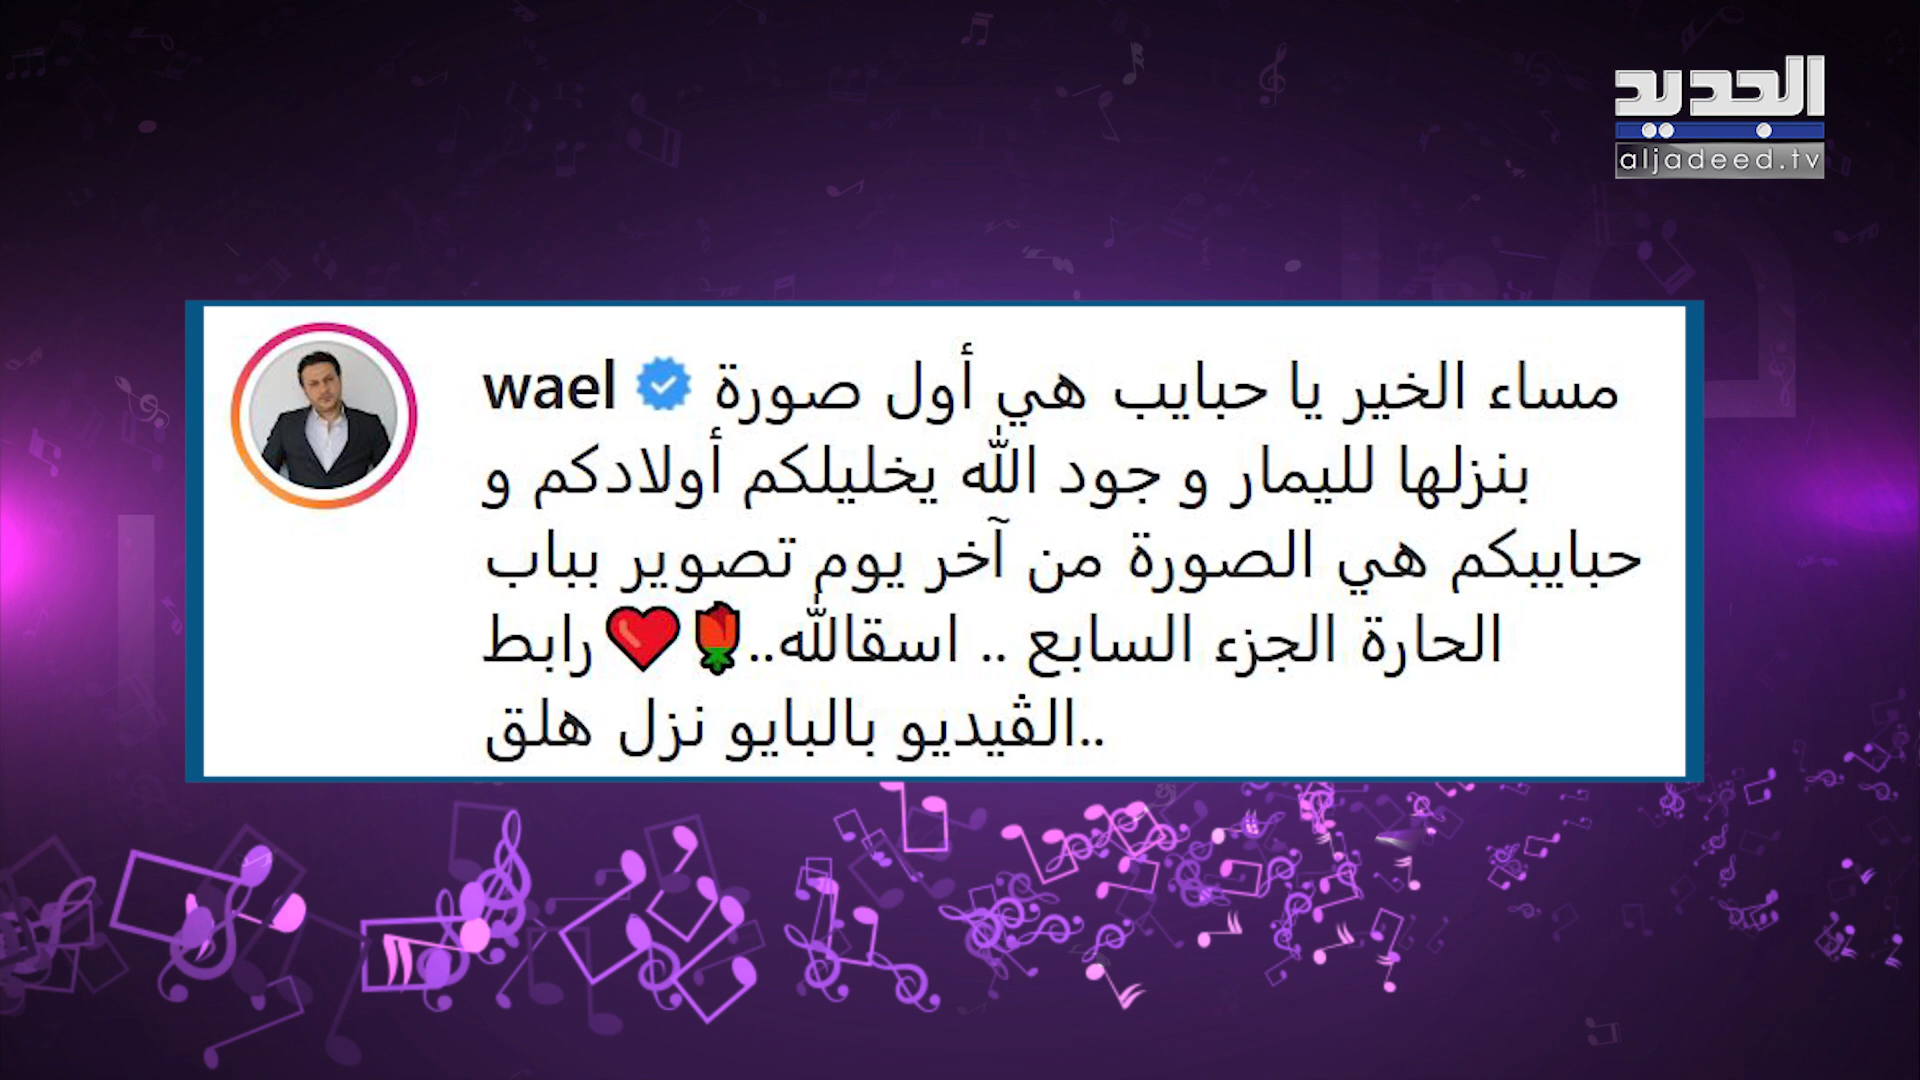 الجديد
aljadeed.tv
wael مساء الخير يا حبايب هي أول صورة
بنزلها لليمار و جود الله يخليلكم أولادكم و
حبايبكم هي الصورة من آخر يوم تصوير بباب
الحارة الجزء السابع .. اسقالله..🌹❤️رابط
الڤيديو بالبايو نزل هلق..